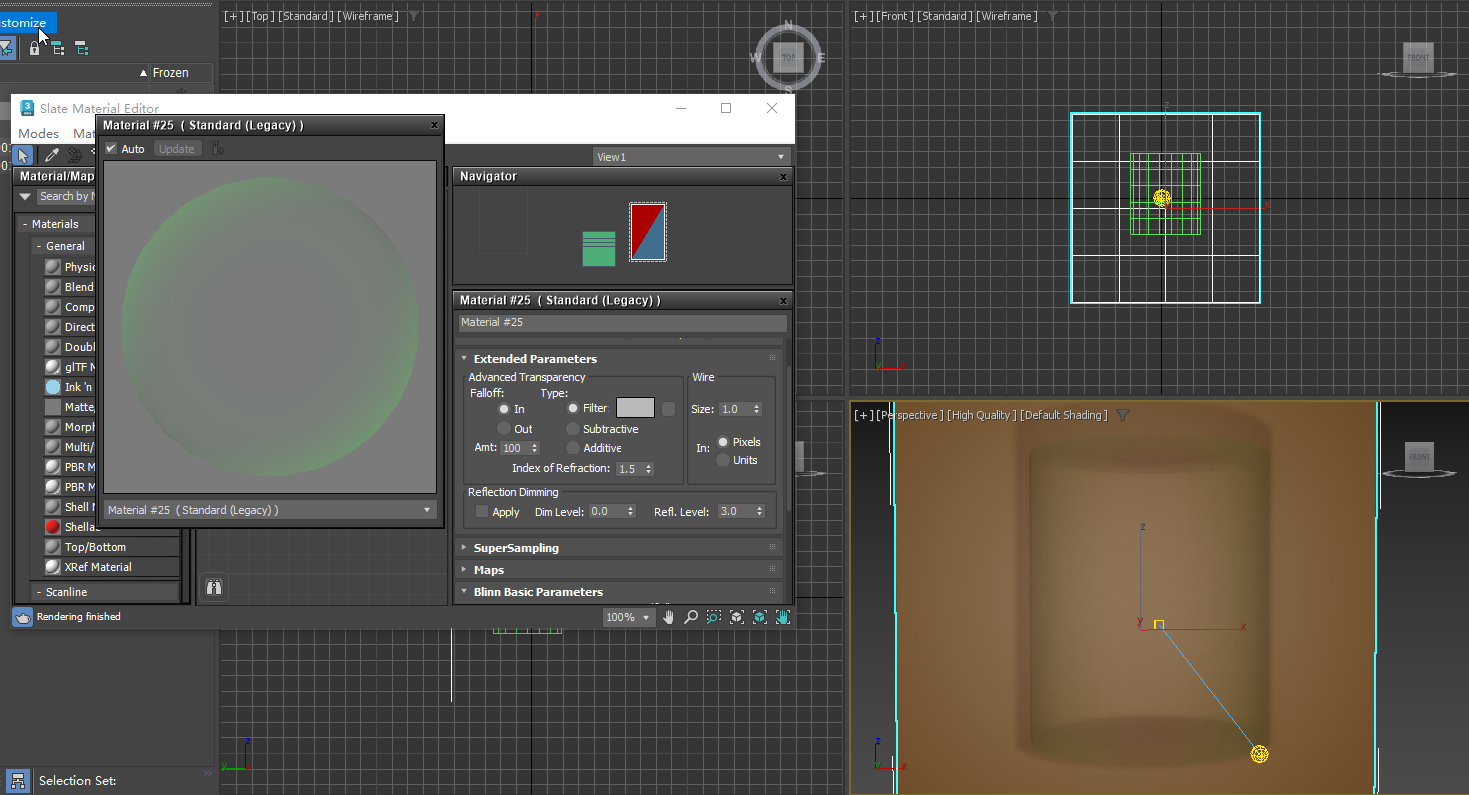 stomize
Frozen
[+] [Top] [Standard] [Wireframe]
N
W
TOP
E
S
[+] [Front] [Standard] [Wireframe]
FRONT
z
x
3
Slate Material Editor
Modes
Material #25 ( Standard (Legacy) )
x
Auto
Update
View1
Material/Map
Search by N
- Materials
- General
Physic
Blend
Comp
Direct
Doubl
glTF M
Ink 'n
Matte
Morph
Multi/
PBR M
PBR M
Shell M
Shella
Top/Bottom
XRef Material
- Scanline
Material #25 ( Standard (Legacy) )
Rendering finished
Navigator
x
Material #25 ( Standard (Legacy) )
x
Material #25
Extended Parameters
Advanced Transparency
Wire
Falloff:
Type:
In
Filter
Size: 1.0
Out
Subtractive
In:
Pixels
Amt: 100
Additive
Units
Index of Refraction: 1.5
Reflection Dimming
Apply
Dim Level: 0.0
Refl. Level: 3.0
SuperSampling
Maps
Blinn Basic Parameters
100%
z
y
x
[+] [Perspective] [High Quality] [Default Shading]
FRONT
z
y
x
z
y
x
Selection Set:
z
y